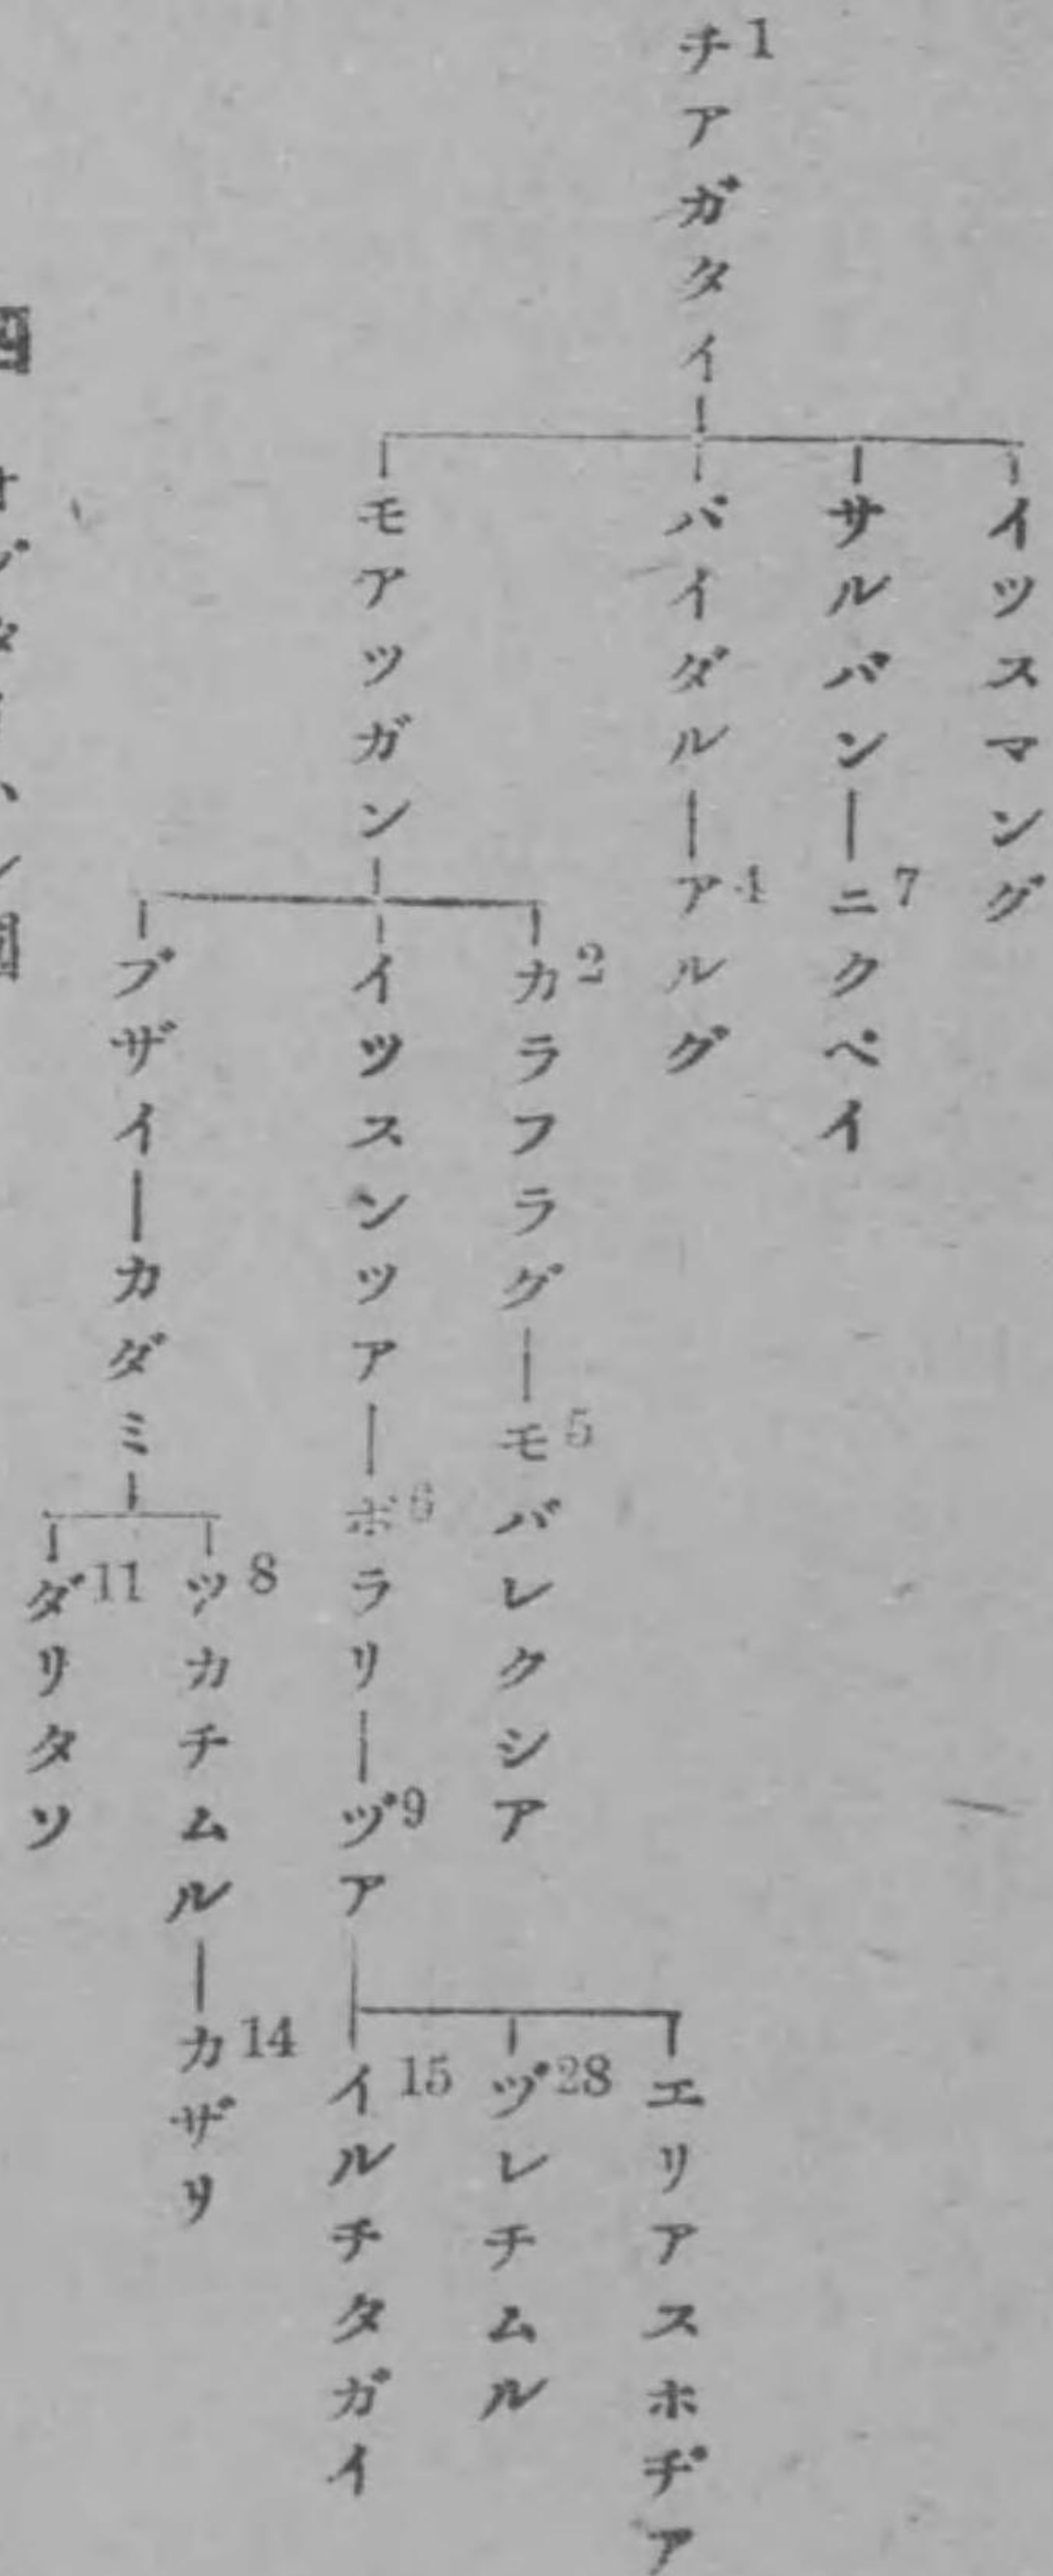 チアガタイ 1
イッスマング
サルバン―ニクペイ 7
バイダル―アルグ 4
モアツガン
カラフラグ 2―モバレクシア 5
イツスンツア―ボラリ 6―ヅア 9
エリアスホヂア
ヅレチムル 28
イルチタガイ 15
ブザイ―カダミ
ツカチムル 8―カザリ 14
ダリタソ 11